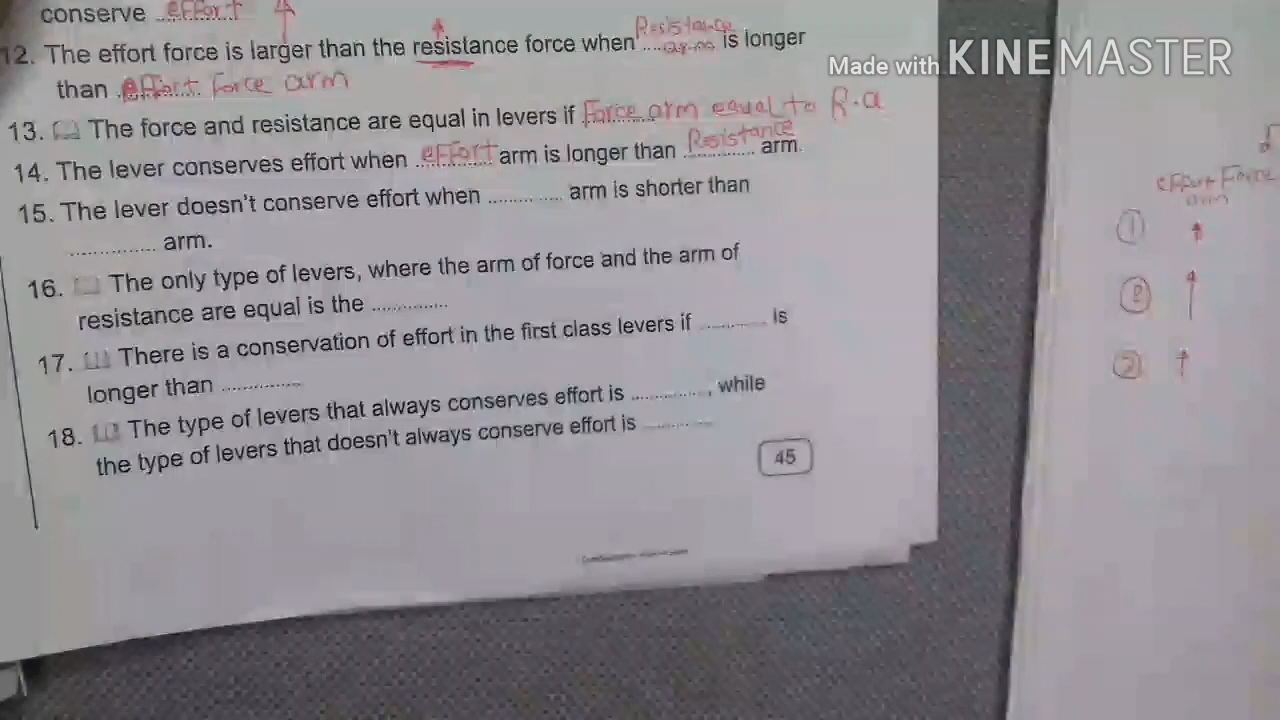 conserve effort
12. The effort force is larger than the resistance force when Resistance arm is longer
than effort force arm
13. The force and resistance are equal in levers if Force arm equal to R.a
14. The lever conserves effort when effort arm is longer than Resistance arm.
15. The lever doesn't conserve effort when ............ arm is shorter than
............ arm.
16. The only type of levers, where the arm of force and the arm of
resistance are equal is the ............
17. There is a conservation of effort in the first class levers if ............ is
longer than ............
18. The type of levers that always conserves effort is ............, while
the type of levers that doesn't always conserve effort is ............
45
Made with KINEMASTER
effort Force
arm
1
2